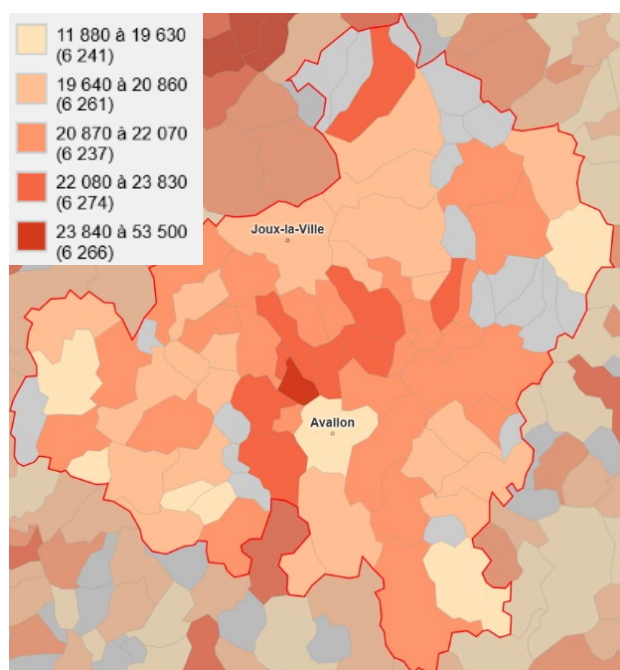 11 880 à 19 630
(6 241)
19 640 à 20 860
(6 261)
20 870 à 22 070
(6 237)
22 080 à 23 830
(6 274)
23 840 à 53 500
(6 266)
Joux-la-Ville
Avallon